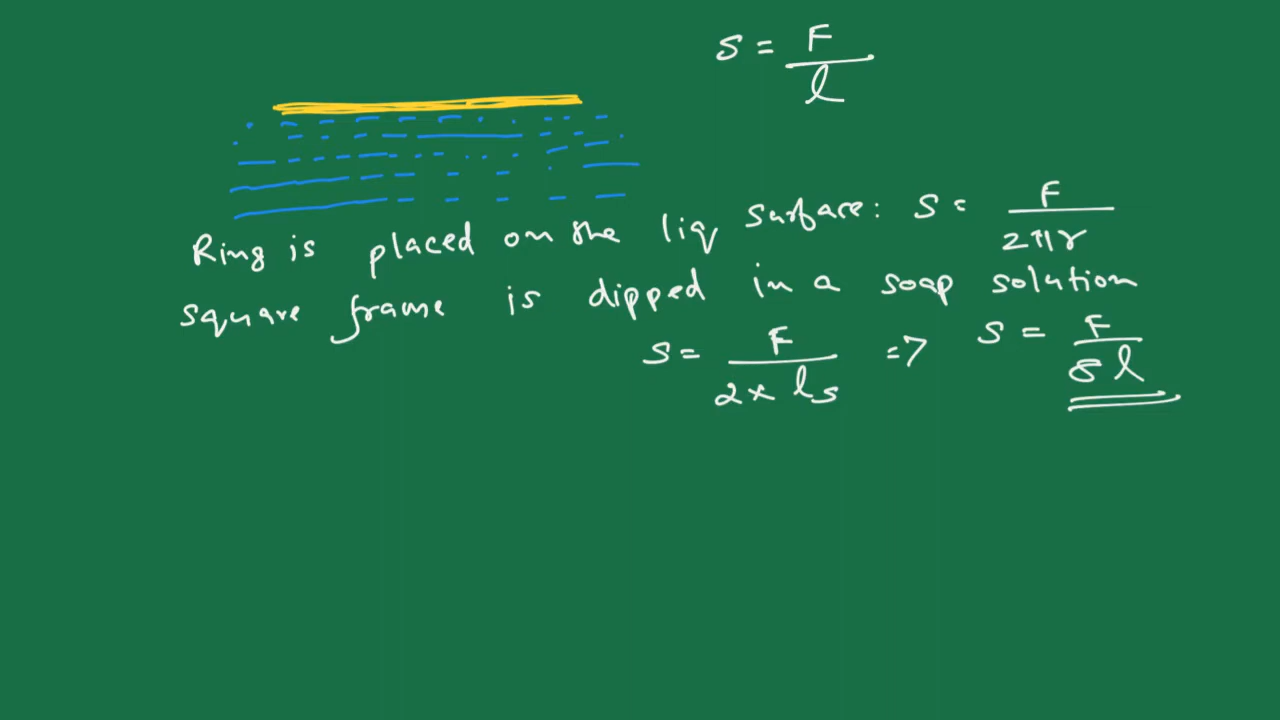 S = F/l
Ring is placed on the liq surface: S = F/2πr
square frame is dipped in a soap solution
S = F/2× ls => S = F/8l